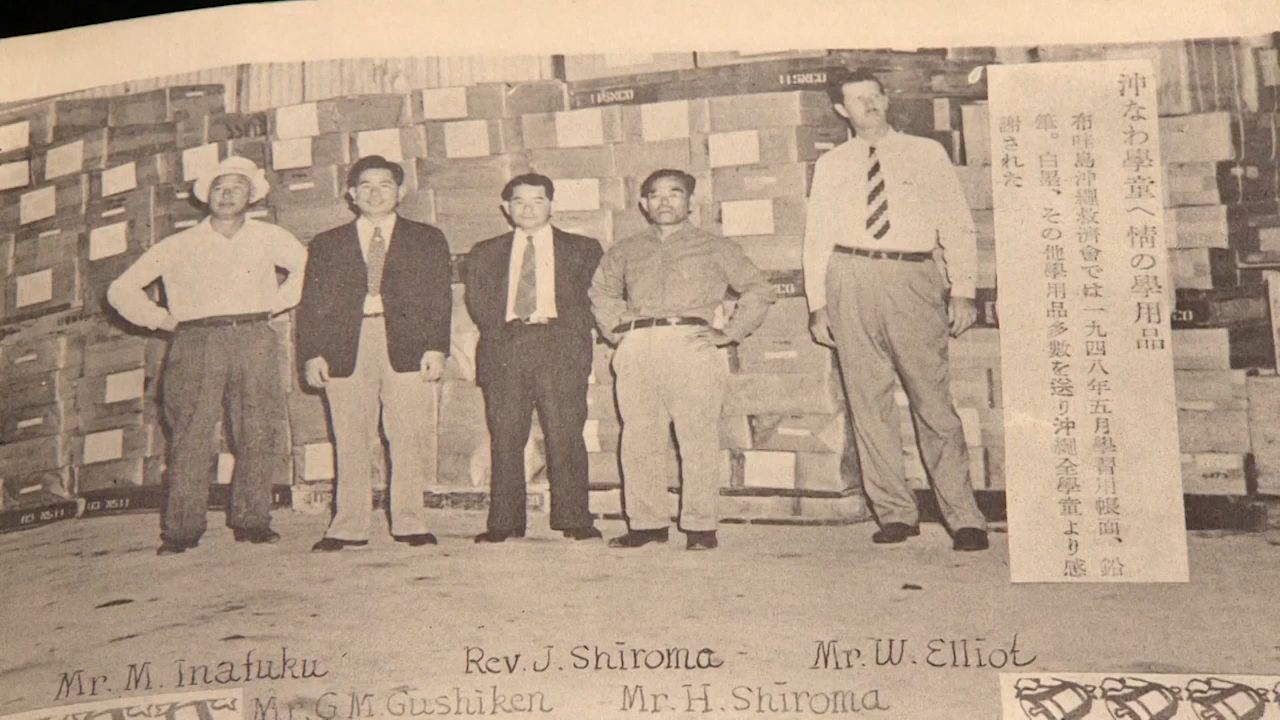 沖なわ學童へ情の學用品
布哇島沖繩救濟會では一九四八年五月學習用帳面、鉛
筆。白墨、その他學用品多數を送り沖繩全學童より感
謝された
Mr. M. Inafuku
Rev. J. Shiroma
Mr. W. Elliot
Mr. G M. Gushiken
Mr. H. Shiroma